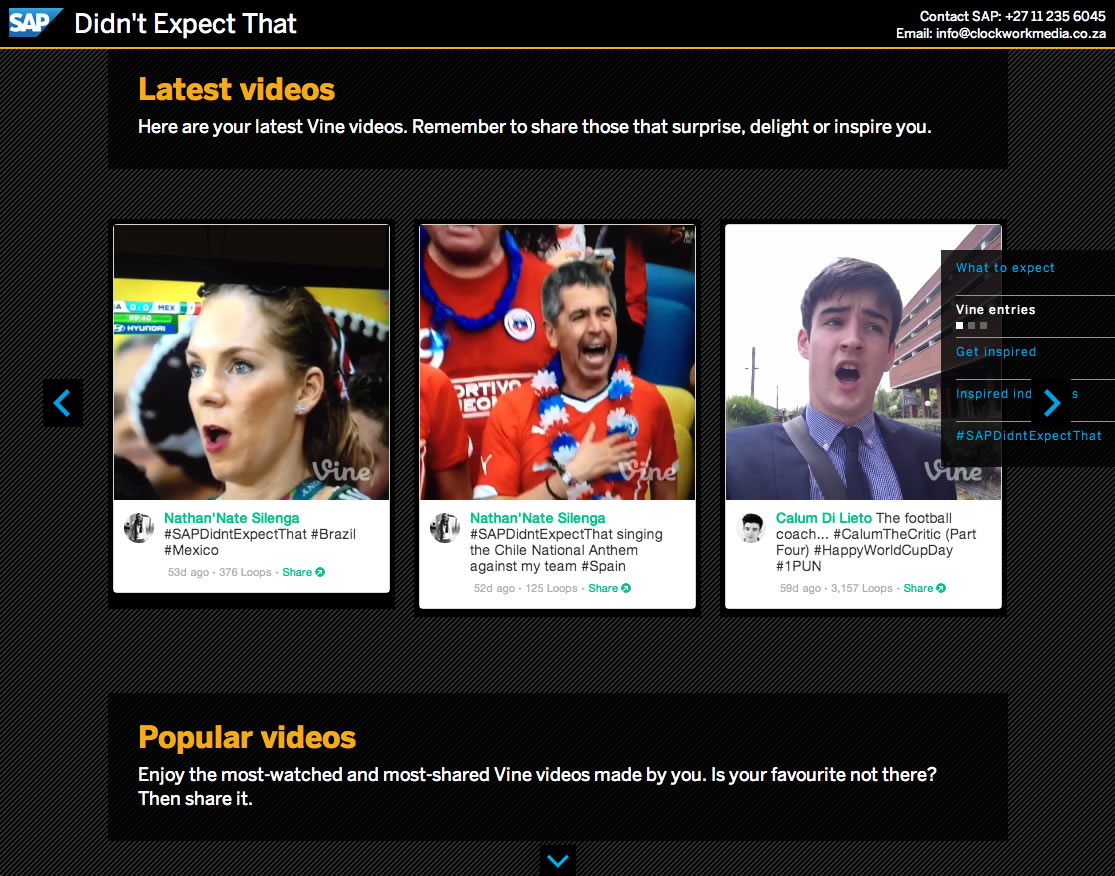 SAP Didn't Expect That
Contact SAP: +27 11 235 6045
Email: info@clockworkmedia.co.za
Latest videos
Here are your latest Vine videos. Remember to share those that surprise, delight or inspire you.
0-0 MEX
89:40
HYUNDAI
Vine
Nathan'Nate Silenga
#SAPDidntExpectThat #Brazil
#Mexico
53d ago • 376 Loops • Share
Vine
Nathan'Nate Silenga
#SAPDidntExpectThat singing
the Chile National Anthem
against my team #Spain
52d ago • 125 Loops • Share
Vine
Calum Di Lieto The football
coach... #CalumTheCritic (Part
Four) #HappyWorldCupDay
#1PUN
59d ago • 3,157 Loops • Share
What to expect
Vine entries
Get inspired
Inspired ind s
#SAPDidntExpectThat
Popular videos
Enjoy the most-watched and most-shared Vine videos made by you. Is your favourite not there?
Then share it.